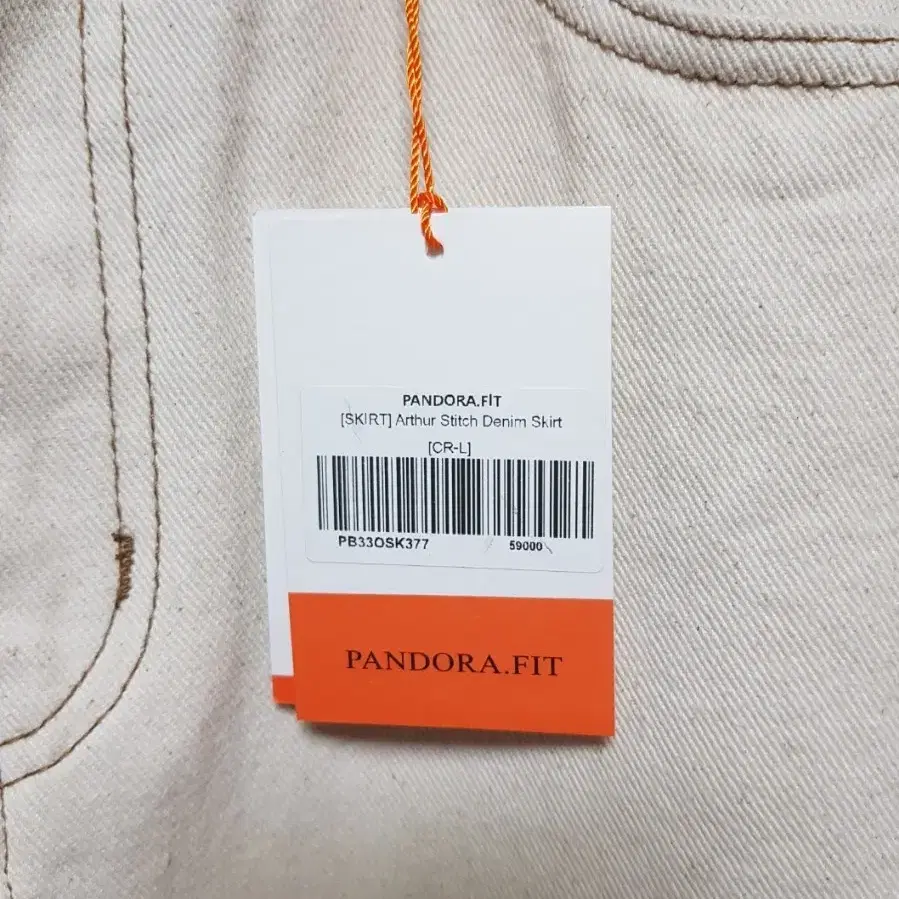 PANDORA.FIT
[SKIRT] Arthur Stitch Denim Skirt
[CR-L]
PB33OSK377 59000
PANDORA.FIT